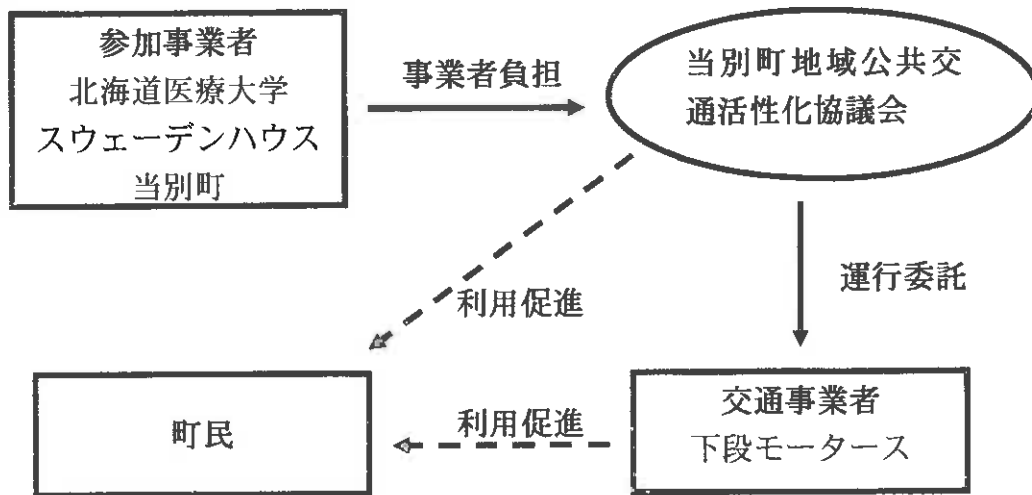 参加事業者
北海道医療大学
スウェーデンハウス
当別町
事業者負担
当別町地域公共交
通活性化協議会
利用促進
運行委託
町民
利用促進
交通事業者
下段モータース